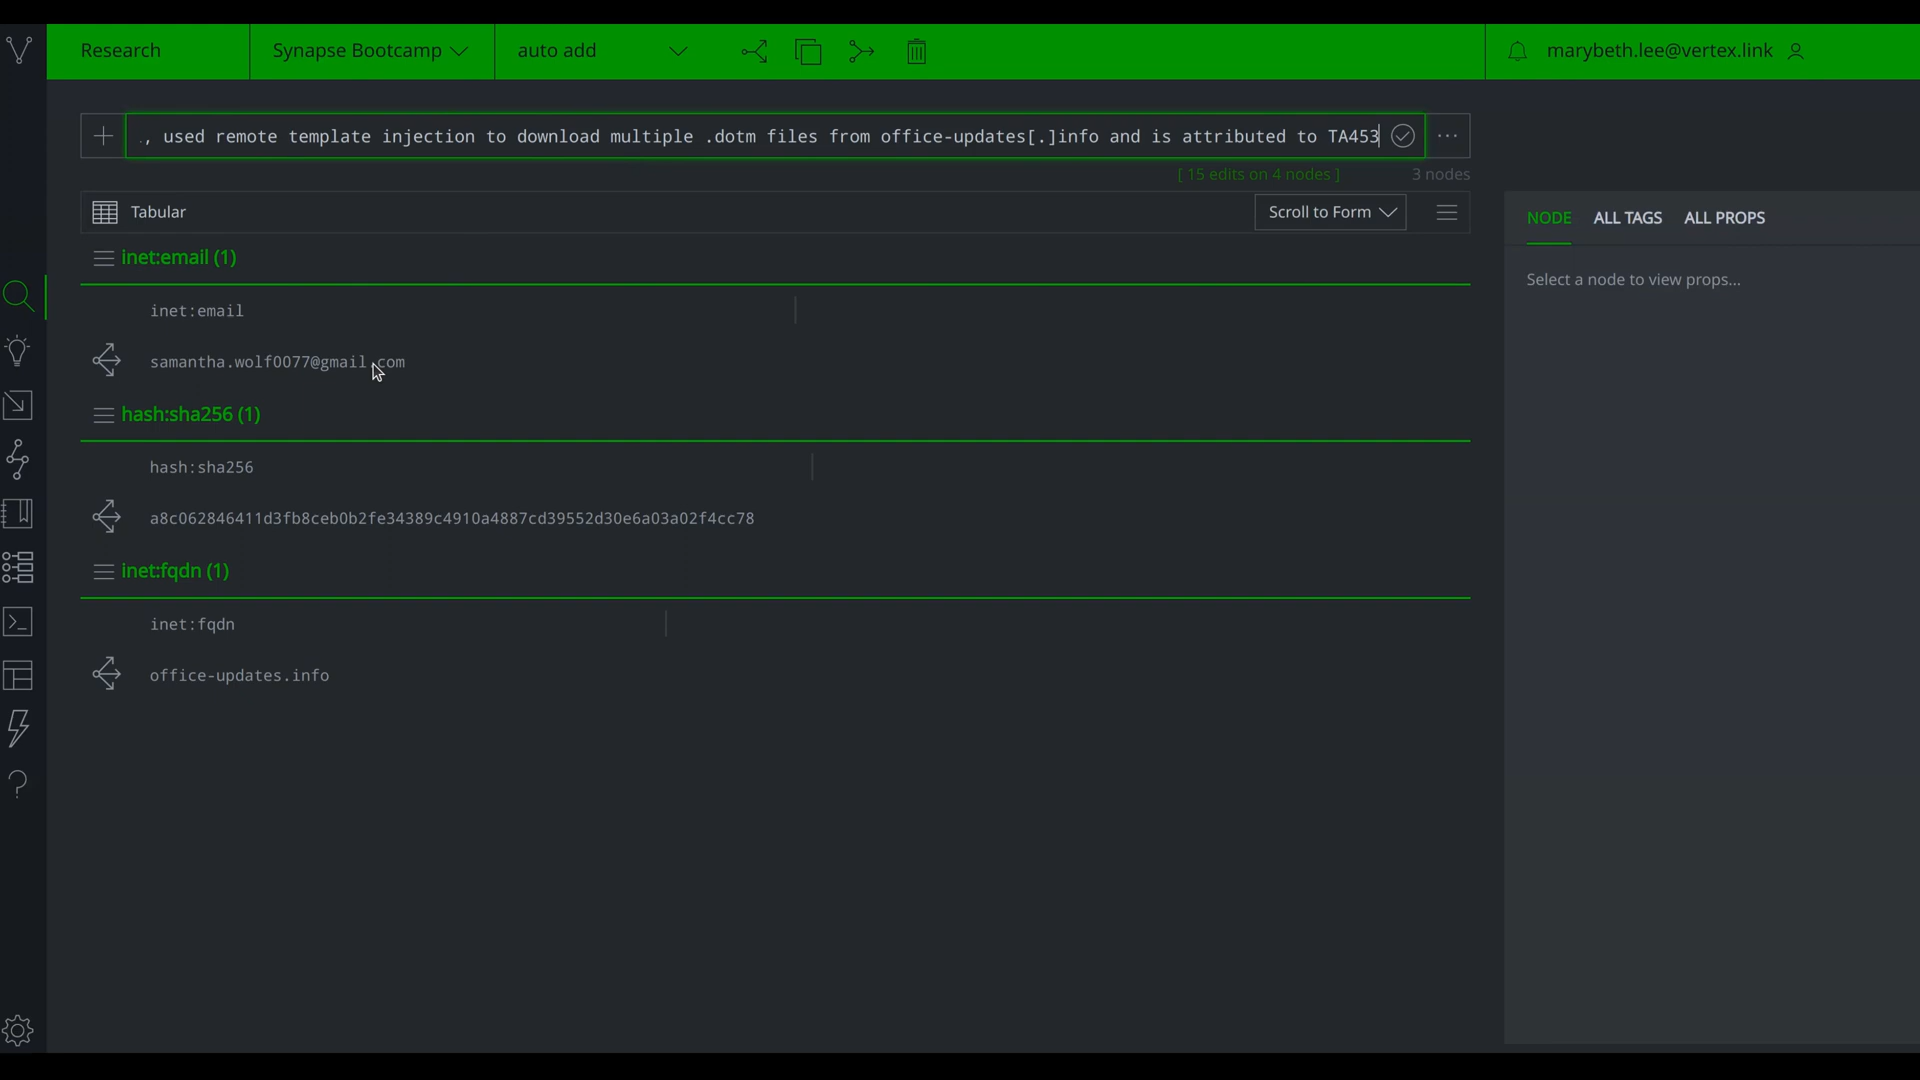 Research
Synapse Bootcamp
auto add
marybeth.lee@vertex.link
., used remote template injection to download multiple .dotm files from office-updates[.]info and is attributed to TA453
[ 15 edits on 4 nodes ]
3 nodes
Tabular
Scroll to Form
NODE
ALL TAGS
ALL PROPS
inet:email (1)
Select a node to view props...
inet:email
samantha.wolf0077@gmail.com
hash:sha256 (1)
hash:sha256
a8c062846411d3fb8ceb0b2fe34389c4910a4887cd39552d30e6a03a02f4cc78
inet:fqdn (1)
inet:fqdn
office-updates.info